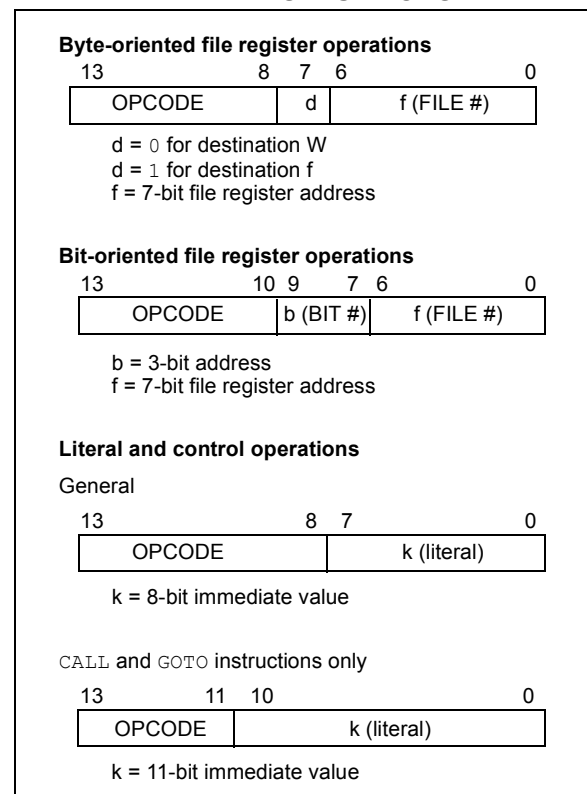 Byte-oriented file register operations
13 8 7 6 0
OPCODE d f (FILE #)
d = 0 for destination W
d = 1 for destination f
f = 7-bit file register address
Bit-oriented file register operations
13 10 9 7 6 0
OPCODE b (BIT #) f (FILE #)
b = 3-bit address
f = 7-bit file register address
Literal and control operations
General
13 8 7 0
OPCODE k (literal)
k = 8-bit immediate value
CALL and GOTO instructions only
13 11 10 0
OPCODE k (literal)
k = 11-bit immediate value